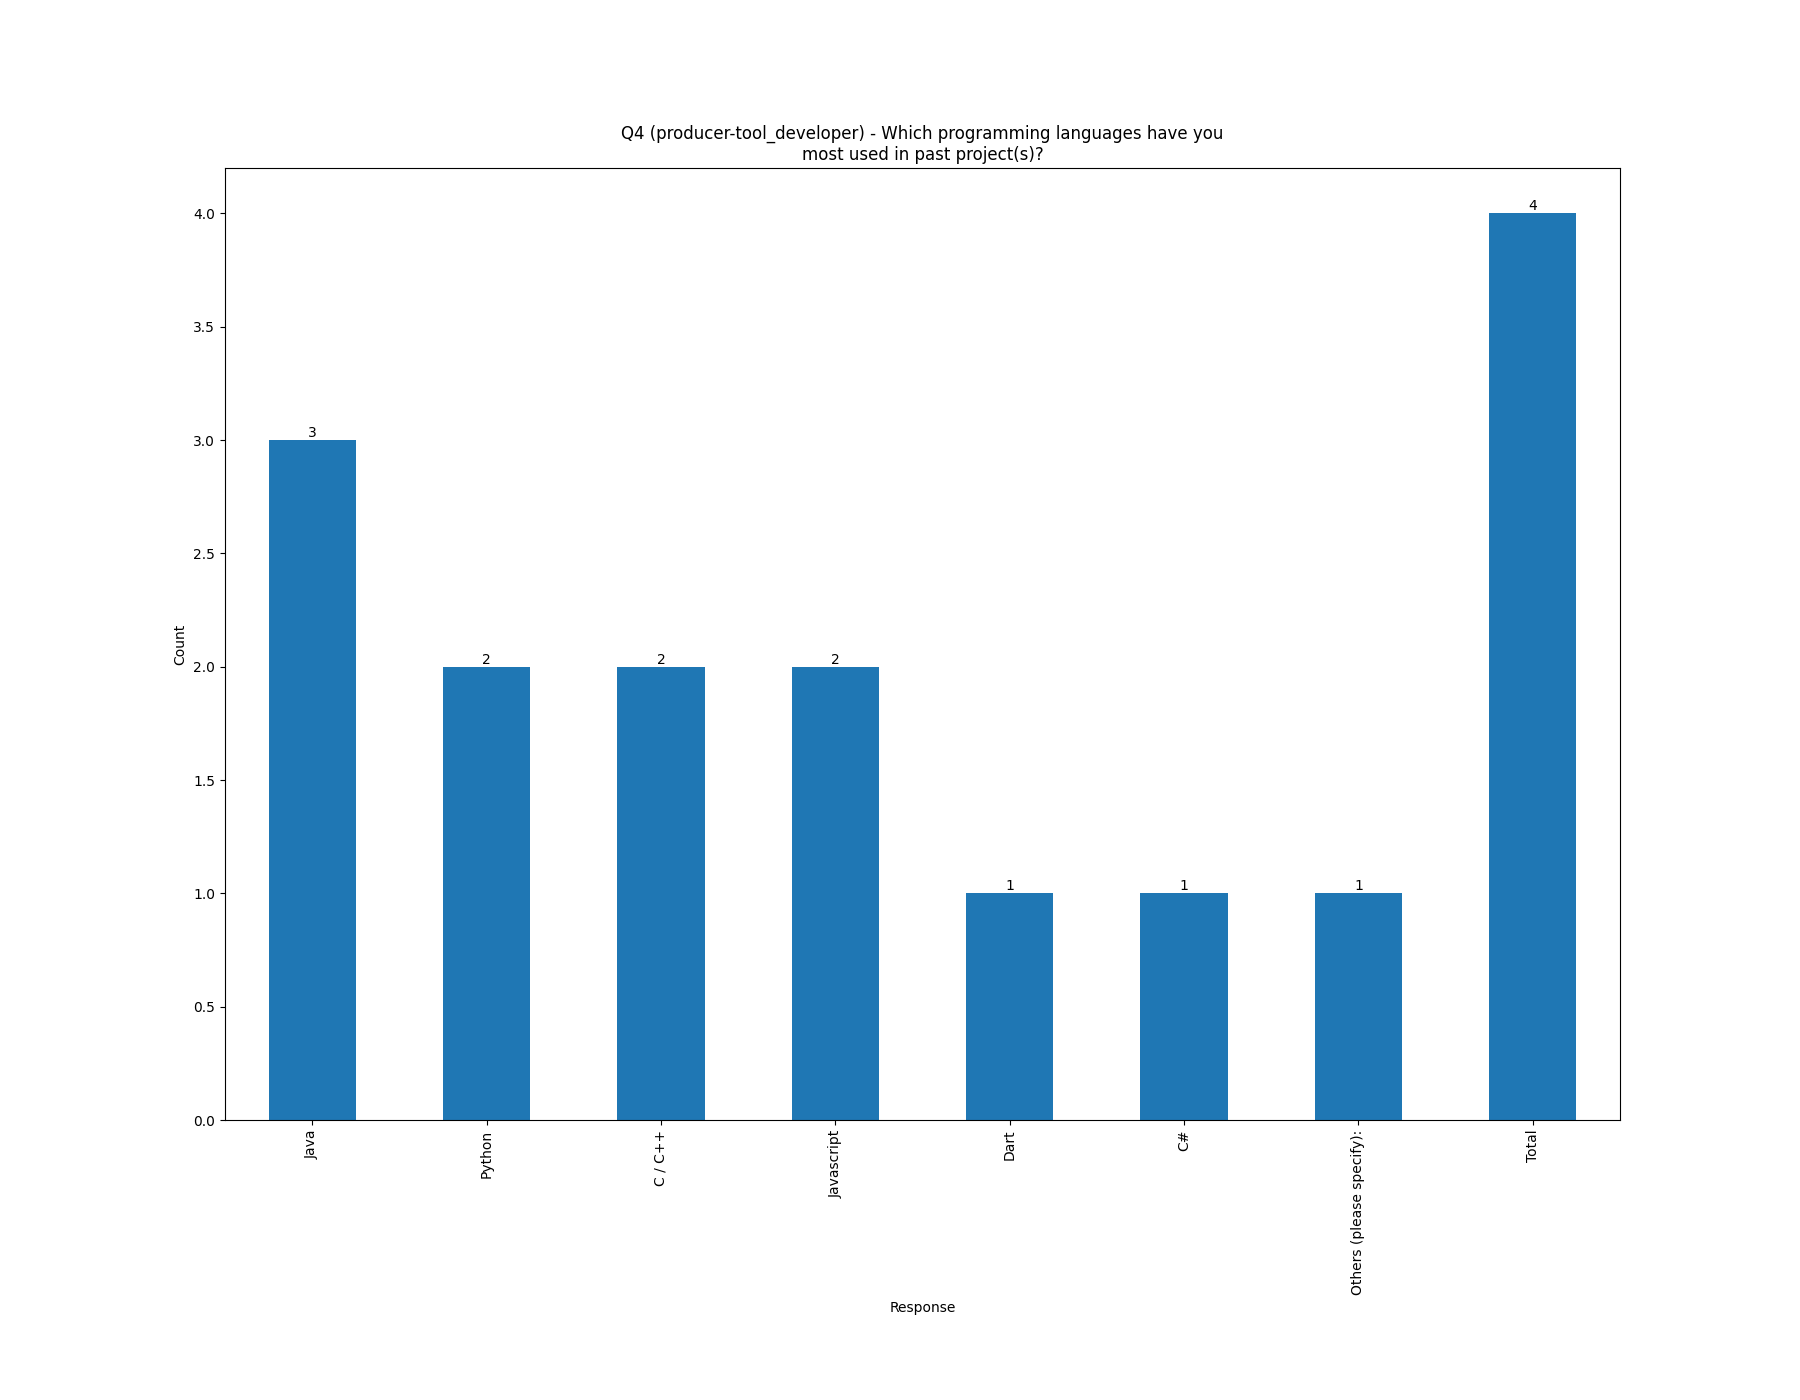 Q4 (producer-tool_developer) - Which programming languages have you
most used in past project(s)?
4.0
3.5
3.0
2.5
2.0
1.5
1.0
0.5
0.0
Count
3
2
2
2
1
1
1
4
Java
Python
C / C++
Javascript
Dart
C#
Others (please specify):
Total
Response